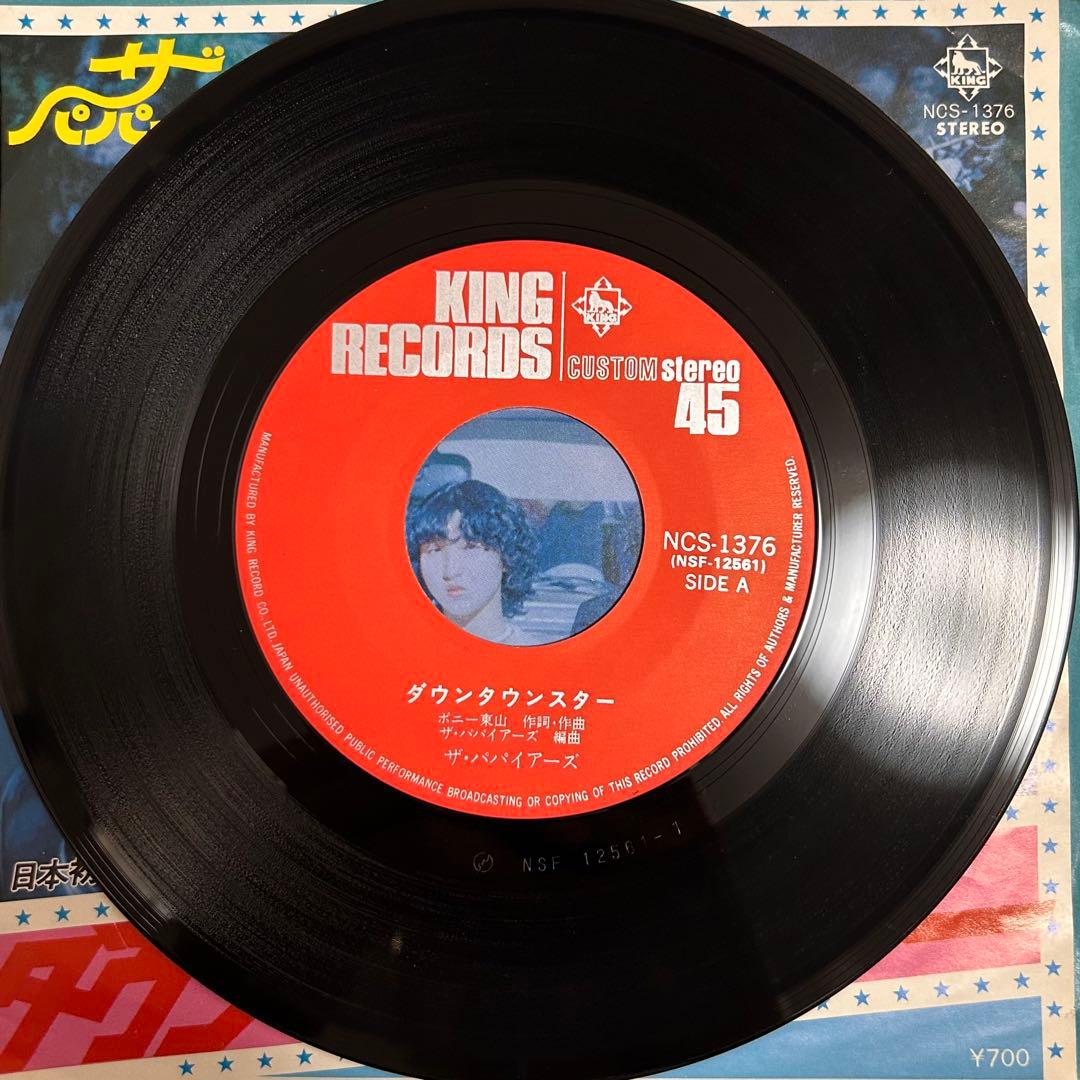 ザ
パパ
KING
NCS-1376
STEREO
KING
RECORDS
KING
CUSTOM stereo
45
NCS-1376
(NSF-12561)
SIDE A
ダウンタウンスター
ボニー東山 作詞・作曲
ザ・パパイアーズ 編曲
ザ・パパイアーズ
MANUFACTURED BY KING RECORD CO., LTD. JAPAN UNAUTHORISED PUBLIC PERFORMANCE BROADCASTING OR COPYING OF THIS RECORD PROHIBITED. ALL RIGHTS OF AUTHORS & MANUFACTURER RESERVED.
NSF 12561-1
日本初
ダウン
¥700